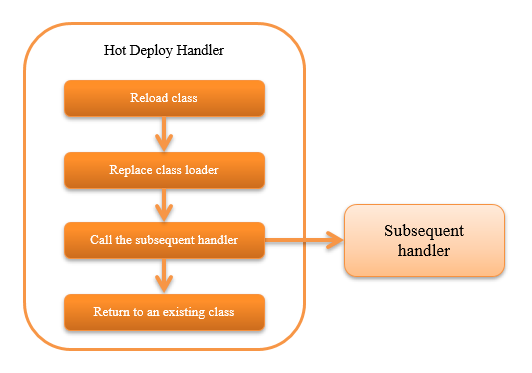 Hot Deploy Handler
Reload class
Replace class loader
Call the subsequent handler
Return to an existing class
Subsequent
handler